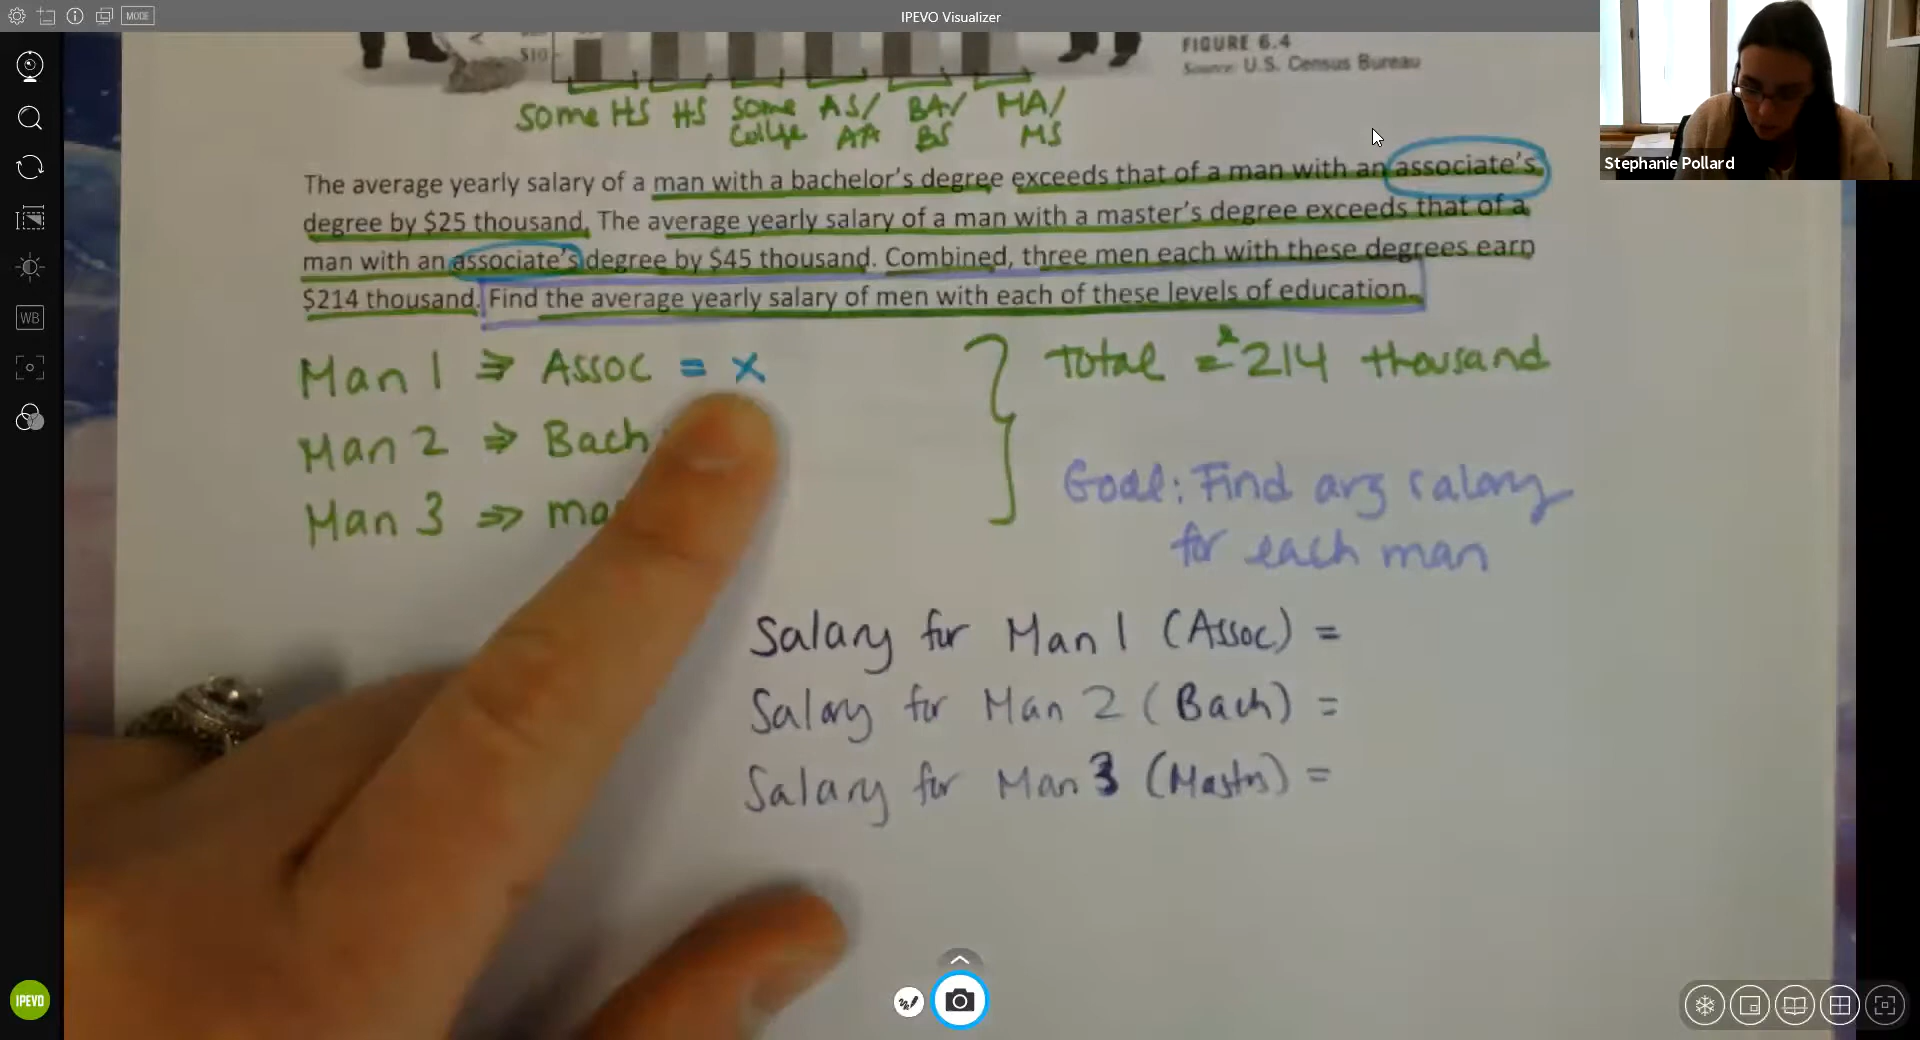 MODE
IPEVO Visualizer
$10
FIGURE 6.4
Source: U.S. Census Bureau
Some HS HS Some College AS/AA BA/BS MA/MS
Stephanie Pollard
The average yearly salary of a man with a bachelor's degree exceeds that of a man with an associate's
degree by $25 thousand. The average yearly salary of a man with a master's degree exceeds that of a
man with an associate's degree by $45 thousand. Combined, three men each with these degrees earn
$214 thousand. Find the average yearly salary of men with each of these levels of education.
WB
Man 1 ⇒ Assoc = x
Man 2 ⇒ Bach
Man 3 ⇒ ma
Total = $214 thousand
Goal: Find avg salary
for each man
Salary for Man 1 (Assoc) =
Salary for Man 2 (Bach) =
Salary for Man 3 (Masters) =
IPEVO